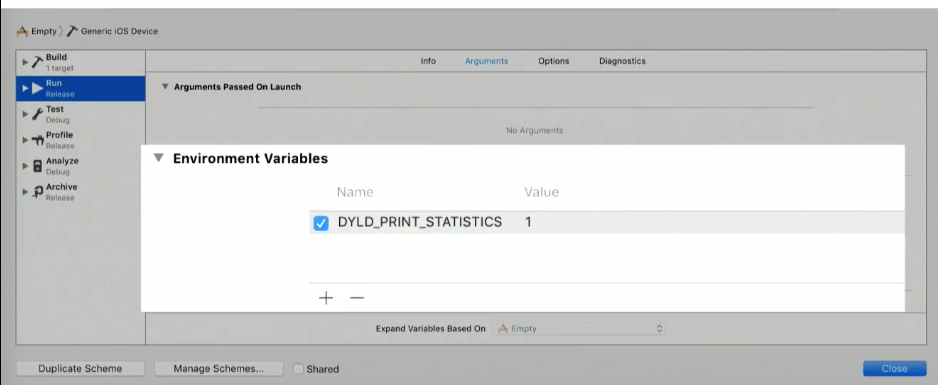 Empty Generic iOS Device
Build
1 target
Run
Release
Test
Debug
Profile
Release
Analyze
Debug
Archive
Release
Info Arguments Options Diagnostics
Arguments Passed On Launch
No Arguments
Environment Variables
Name Value
DYLD_PRINT_STATISTICS 1
Expand Variables Based On Empty
Duplicate Scheme Manage Schemes... Shared Close